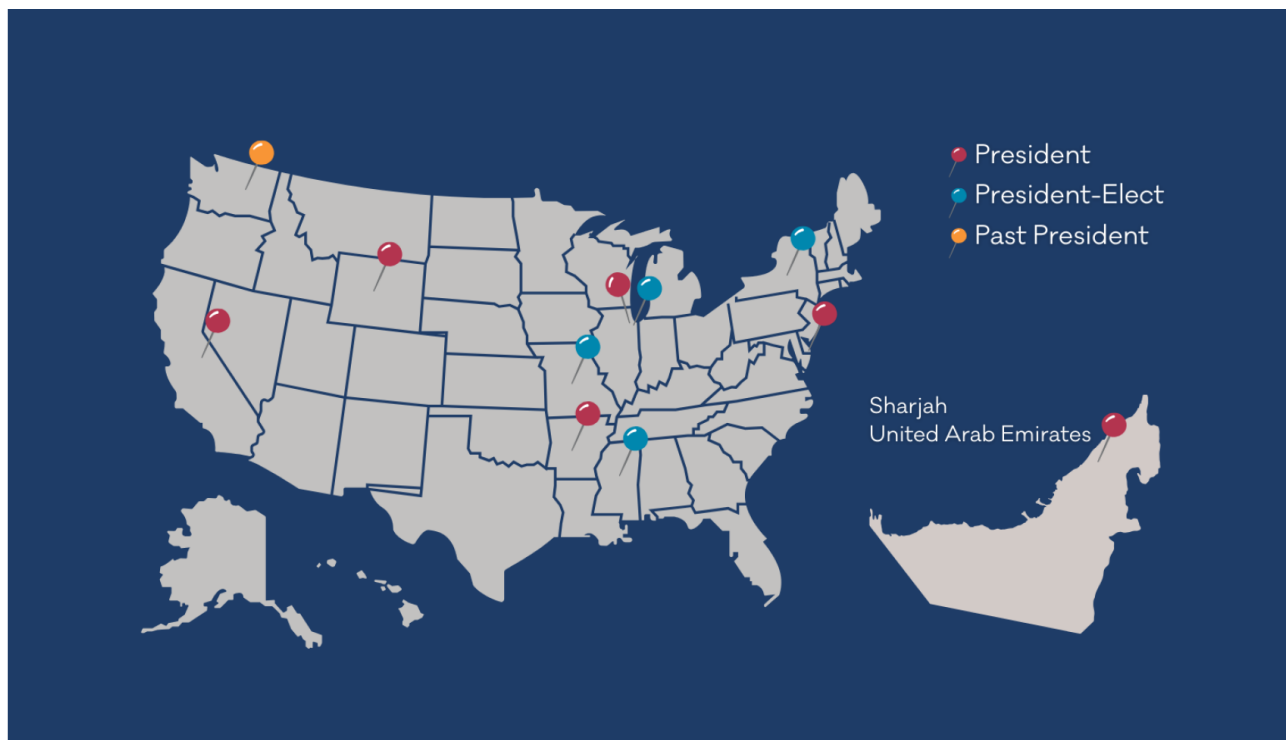 President
President-Elect
Past President
Sharjah
United Arab Emirates